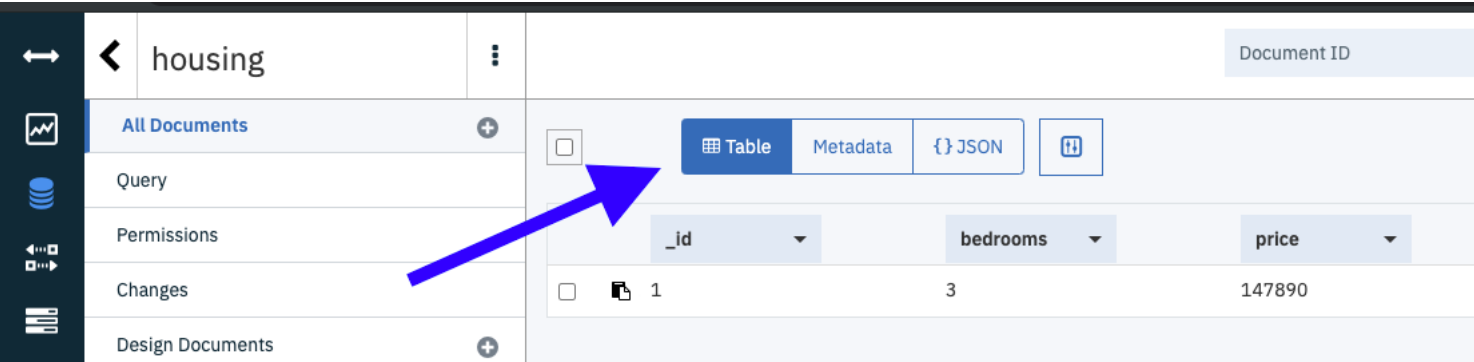 housing
Document ID
All Documents
Query
Permissions
Changes
Design Documents
Table
Metadata
{} JSON
_id
bedrooms
price
1
3
147890